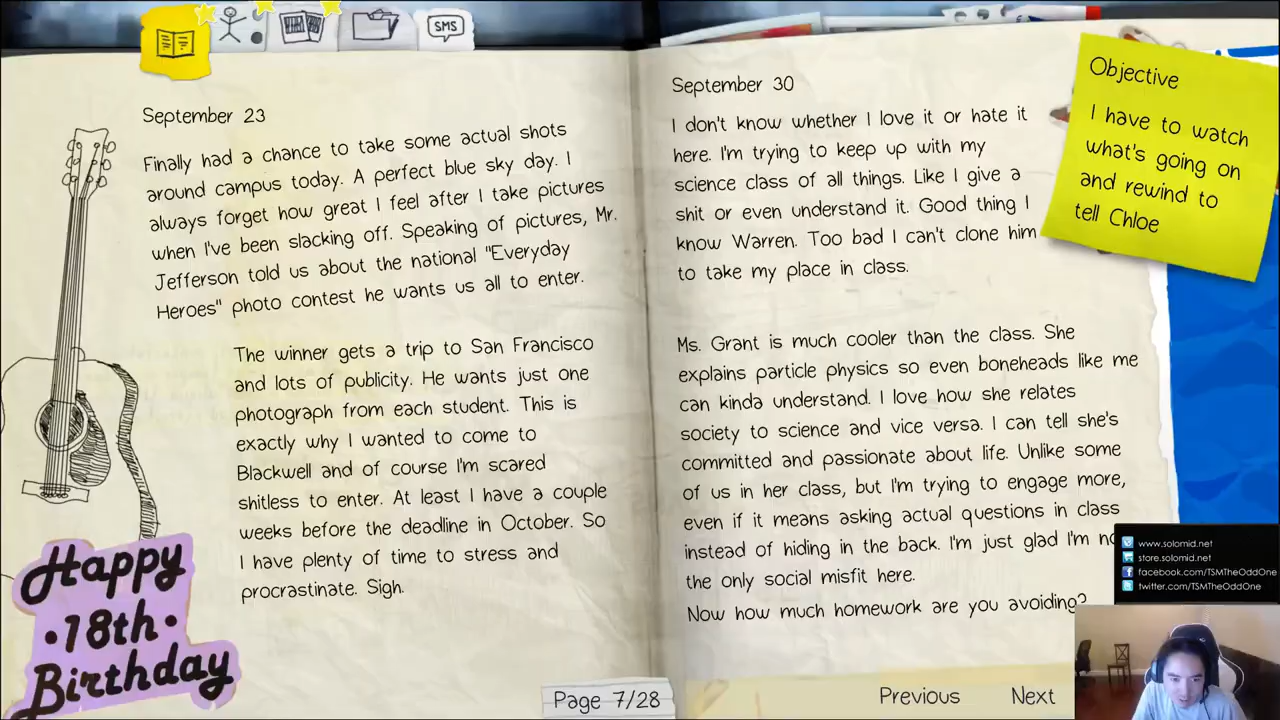 SMS
September 23
Finally had a chance to take some actual shots
around campus today. A perfect blue sky day. I
always forget how great I feel after I take pictures
when I've been slacking off. Speaking of pictures, Mr.
Jefferson told us about the national "Everyday
Heroes" photo contest he wants us all to enter.
The winner gets a trip to San Francisco
and lots of publicity. He wants just one
photograph from each student. This is
exactly why I wanted to come to
Blackwell and of course I'm scared
shitless to enter. At least I have a couple
weeks before the deadline in October. So
I have plenty of time to stress and
procrastinate. Sigh.
Happy
18th
Birthday
September 30
I don't know whether I love it or hate it
here. I'm trying to keep up with my
science class of all things. Like I give a
shit or even understand it. Good thing I
know Warren. Too bad I can't clone him
to take my place in class.
Ms. Grant is much cooler than the class. She
explains particle physics so even boneheads like me
can kinda understand. I love how she relates
society to science and vice versa. I can tell she's
committed and passionate about life. Unlike some
of us in her class, but I'm trying to engage more,
even if it means asking actual questions in class
instead of hiding in the back. I'm just glad I'm no
the only social misfit here.
Now how much homework are you avoiding?
Objective
I have to watch
what's going on
and rewind to
tell Chloe
www.solomid.net
store.solomid.net
facebook.com/TSMTheOddOne
twitter.com/TSMTheOddOne
Page 7/28
Previous
Next